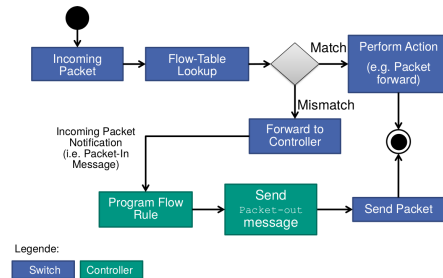 Match
Incoming
Packet
Flow-Table
Lookup
Perform Action
(e.g. Packet
forward)
Mismatch
Incoming Packet
Notification
(i.e. Packet-In
Message)
Forward to
Controller
Program Flow
Rule
Send
Packet-out
message
Send Packet
Legende:
Switch
Controller